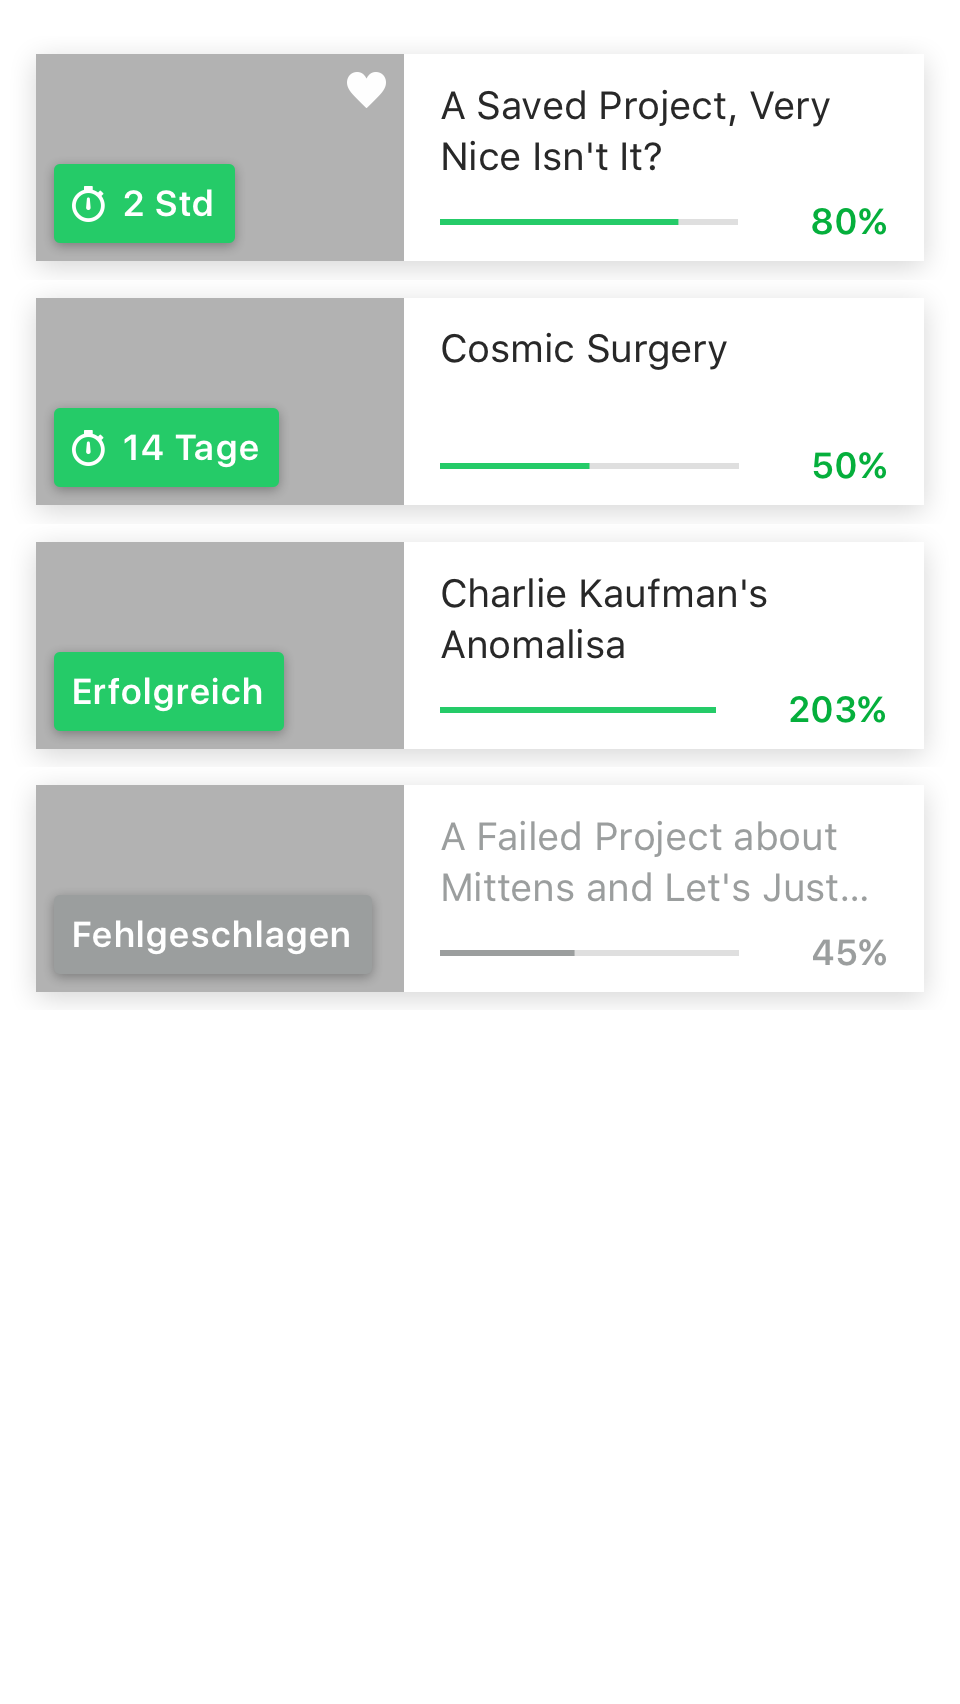 2 Std
A Saved Project, Very
Nice Isn't It?
80%
14 Tage
Cosmic Surgery
50%
Erfolgreich
Charlie Kaufman's
Anomalisa
203%
Fehlgeschlagen
A Failed Project about
Mittens and Let's Just...
45%